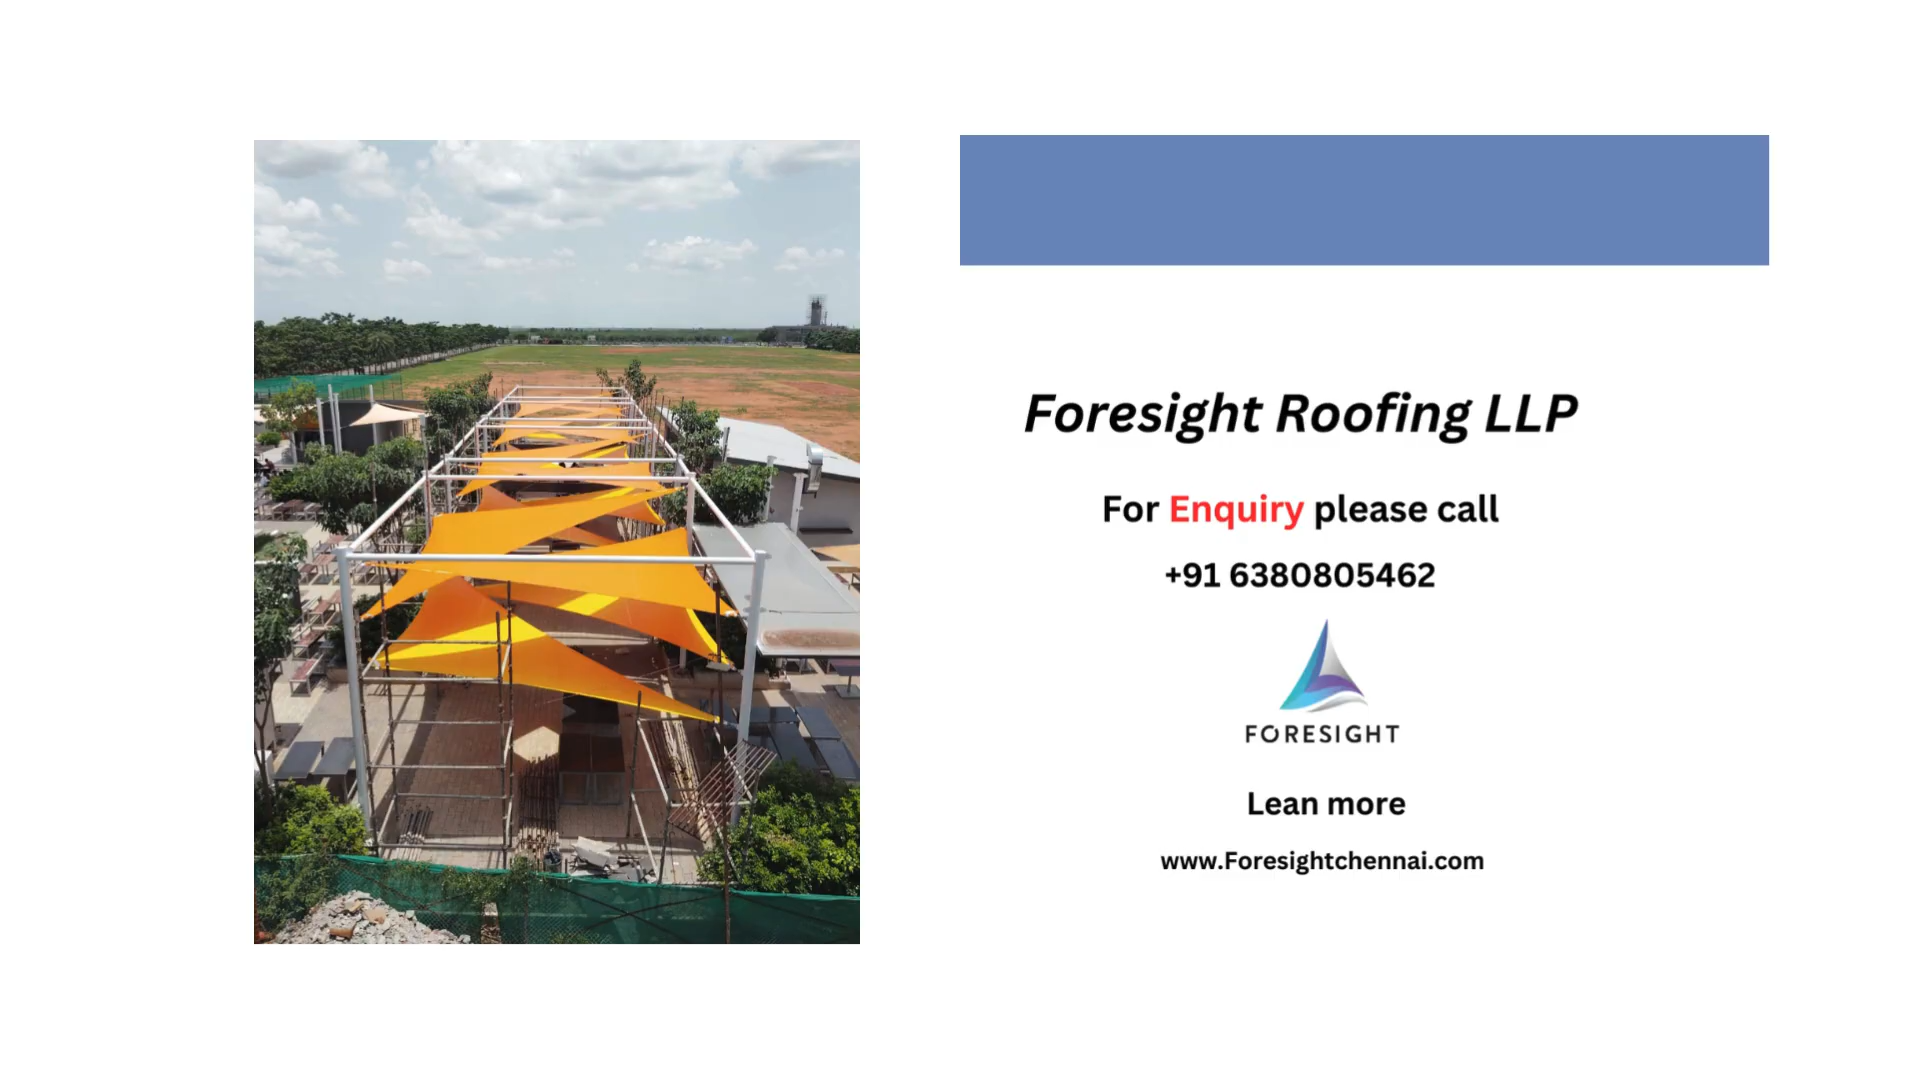 Foresight Roofing LLP
For Enquiry please call
+91 6380805462
FORESIGHT
Lean more
www.Foresightchennai.com